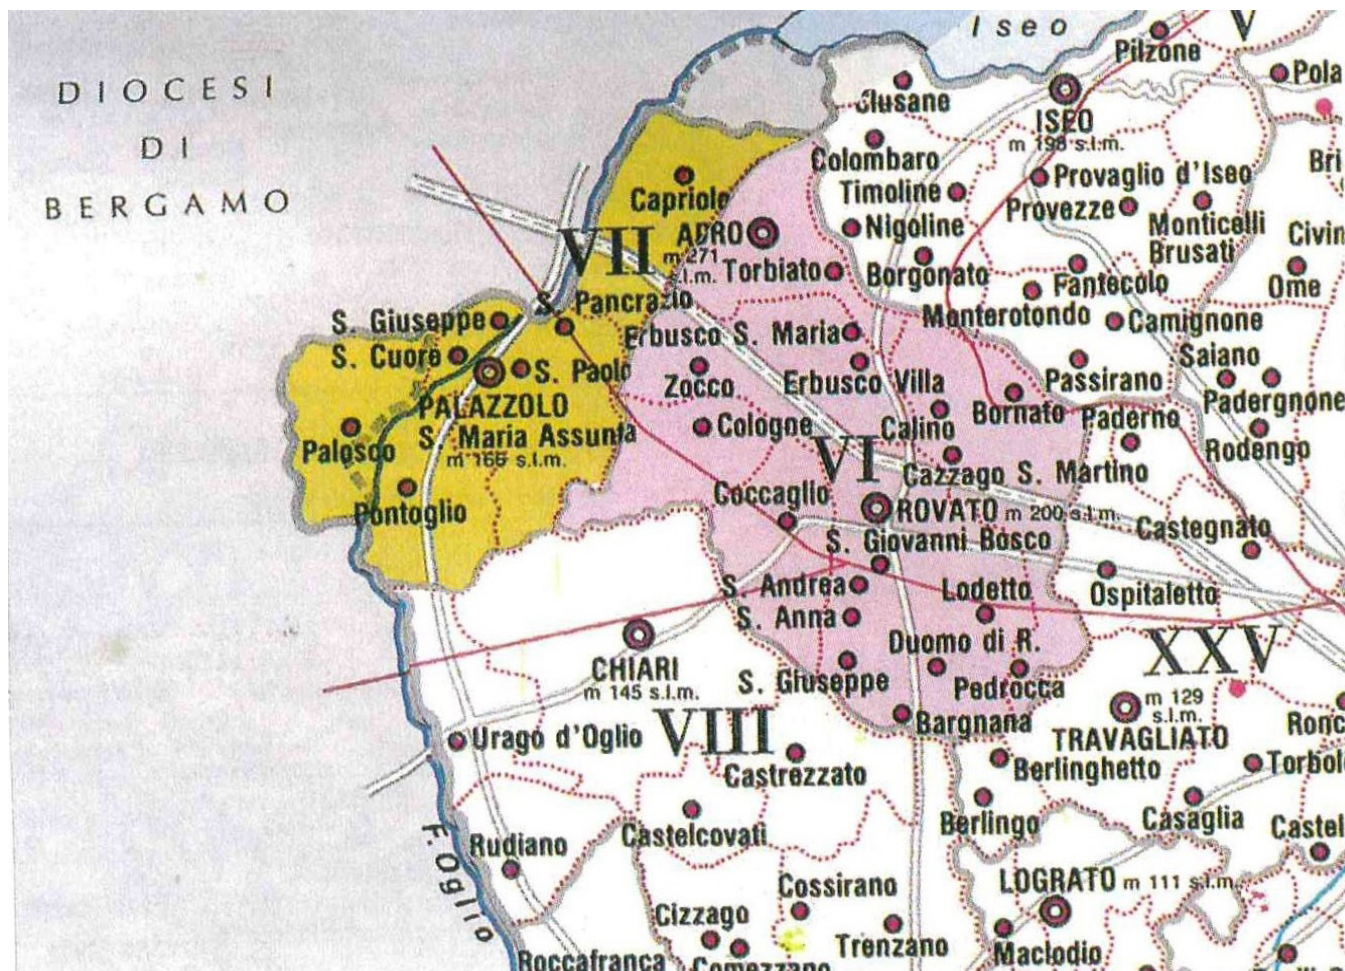 Iseo
V
Pilzone
DIOCESI
DI
BERGAMO
Clusane
ISEO
m 198 s.l.m.
Pola
Colombaro
Bri
Capriolo
Timoline
Provaglio d'Iseo
Provezze
Monticelli
Brusati
VII
ADRO
m 271
s.l.m.
Nigoline
Civin
Torbiato
Borgonato
Fantecolo
Ome
S. Pancrazio
Monterotondo
Camignone
S. Giuseppe
Erbusco S. Maria
S. Cuore
S. Paolo
Zocco
Erbusco Villa
Passirano
Saiano
PALAZZOLO
S. Maria Assunta
m 166 s.l.m.
Bornato
Paderno
Padergnone
Palosco
Cologne
VI
Calino
Rodengo
Cazzago S. Martino
Pontoglio
Coccaglio
ROVATO m 200 s.l.m.
Castegnato
S. Giovanni Bosco
S. Andrea
Lodetto
Ospitaletto
S. Anna
Duomo di R.
XXV
CHIARI
m 145 s.l.m.
S. Giuseppe
Pedrocca
m 129
s.l.m.
Bargnana
TRAVAGLIATO
Ronc
Urago d'Oglio
VIII
Castrezzato
Berlinghetto
Torbol
Castelcovati
Berlingo
Casaglia
Castel
F. Oglio
Rudiano
Cossirano
LOGRATO m 111 s.l.m.
Cizzago
Trenzano
Maclodio
Roccafranca
Comezzano